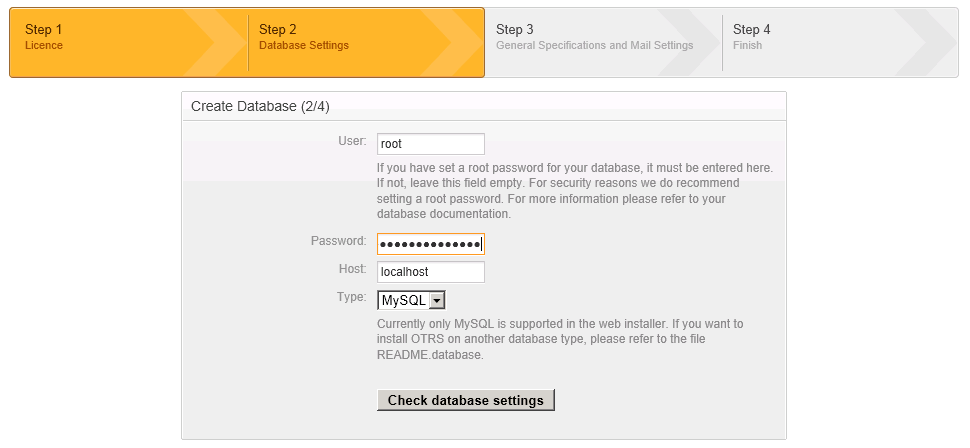 Step 1
Licence
Step 2
Database Settings
Step 3
General Specifications and Mail Settings
Step 4
Finish
Create Database (2/4)
User:
root
If you have set a root password for your database, it must be entered here.
If not, leave this field empty. For security reasons we do recommend
setting a root password. For more information please refer to your
database documentation.
Password:
●●●●●●●●●●●●●●
Host:
localhost
Type:
MySQL
Currently only MySQL is supported in the web installer. If you want to
install OTRS on another database type, please refer to the file
README.database.
Check database settings